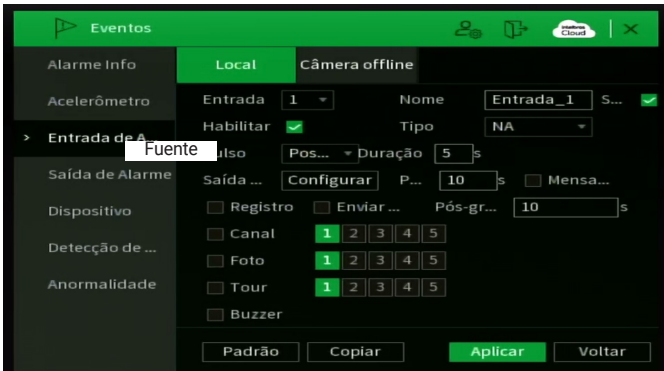 Eventos
intelbras Cloud
Alarme Info
Acelerômetro
Entrada de A...
Fuente
Saída de Alarme
Dispositivo
Detecção de ...
Anormalidade
Local Câmera offline
Entrada 1 Nome Entrada_1 S...
Habilitar Tipo NA
ulso Pos... Duração 5 s
Saída ... Configurar P... 10 s Mensa...
Registro Enviar ... Pós-gr... 10 s
Canal 1 2 3 4 5
Foto 1 2 3 4 5
Tour 1 2 3 4 5
Buzzer
Padrão Copiar Aplicar Voltar